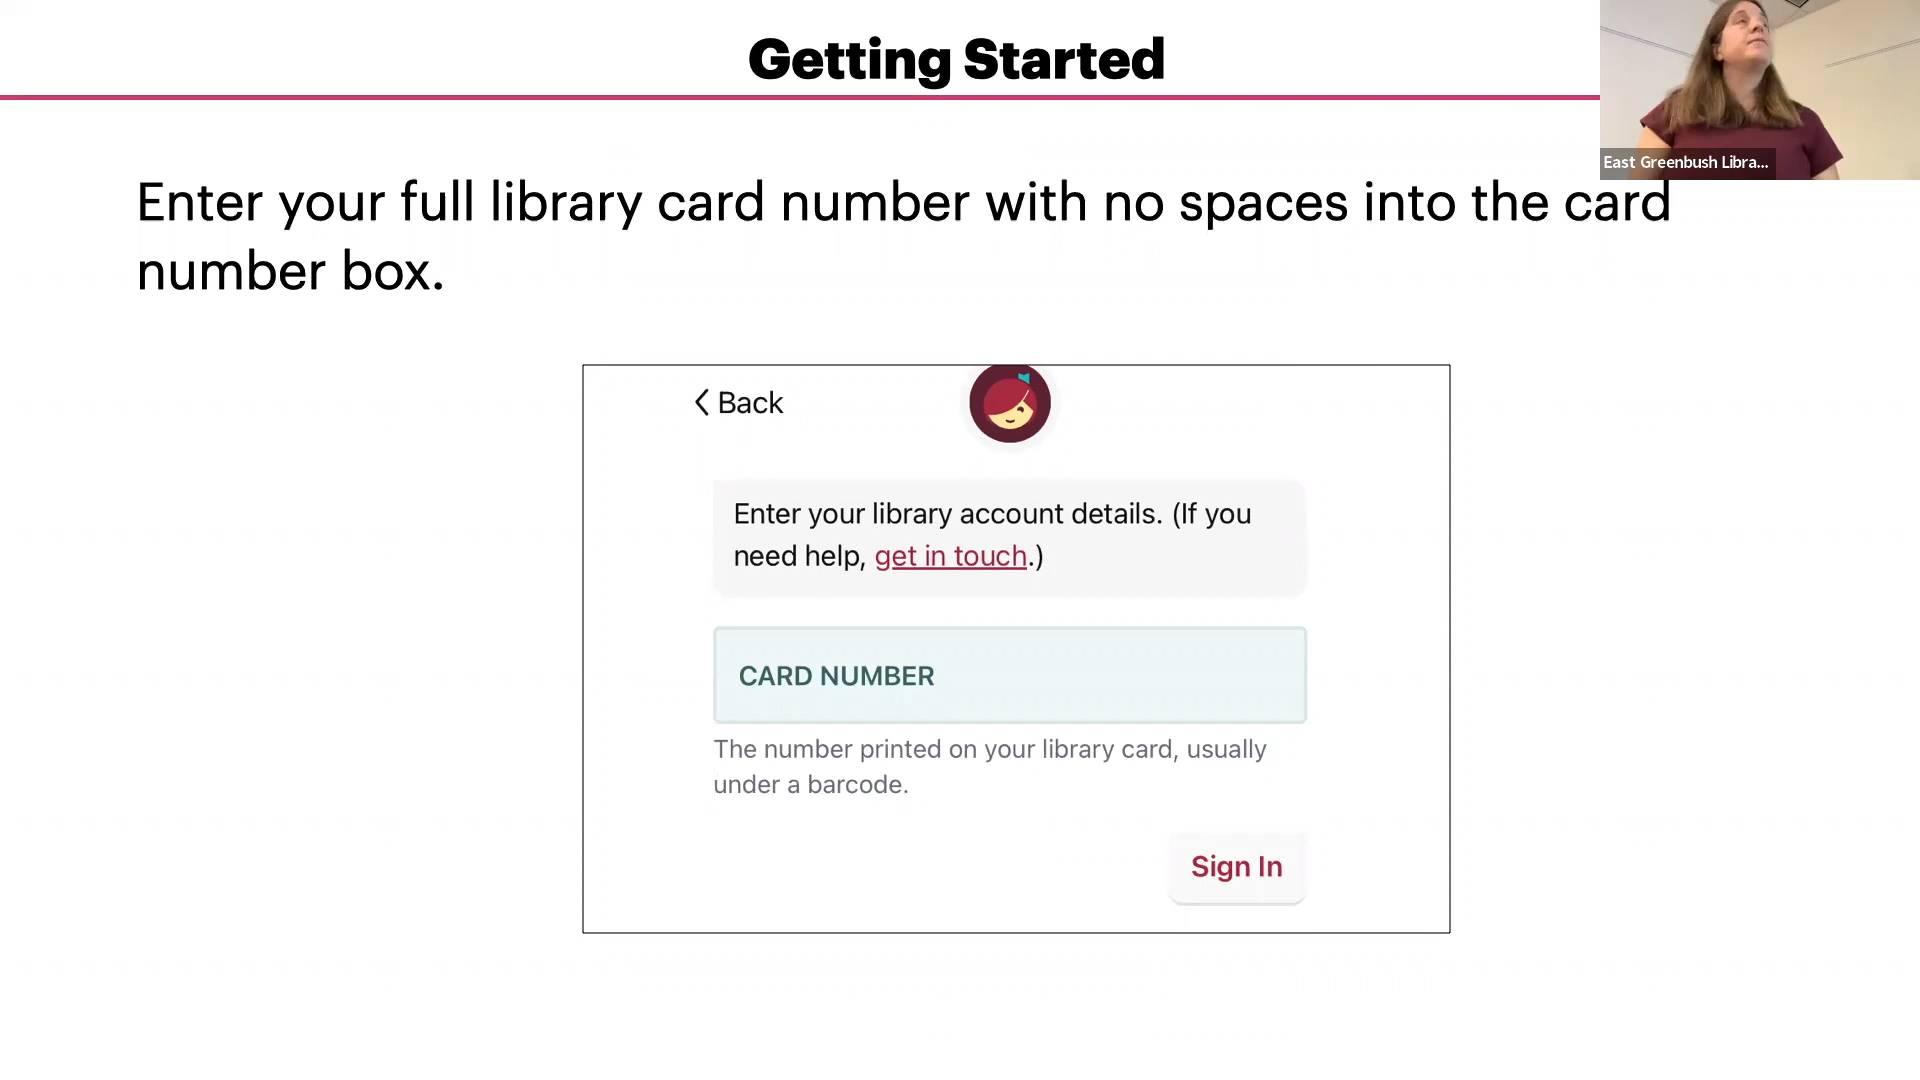 Getting Started
East Greenbush Libra...
Enter your full library card number with no spaces into the card
number box.
Back
Enter your library account details. (If you
need help, get in touch.)
CARD NUMBER
The number printed on your library card, usually
under a barcode.
Sign In